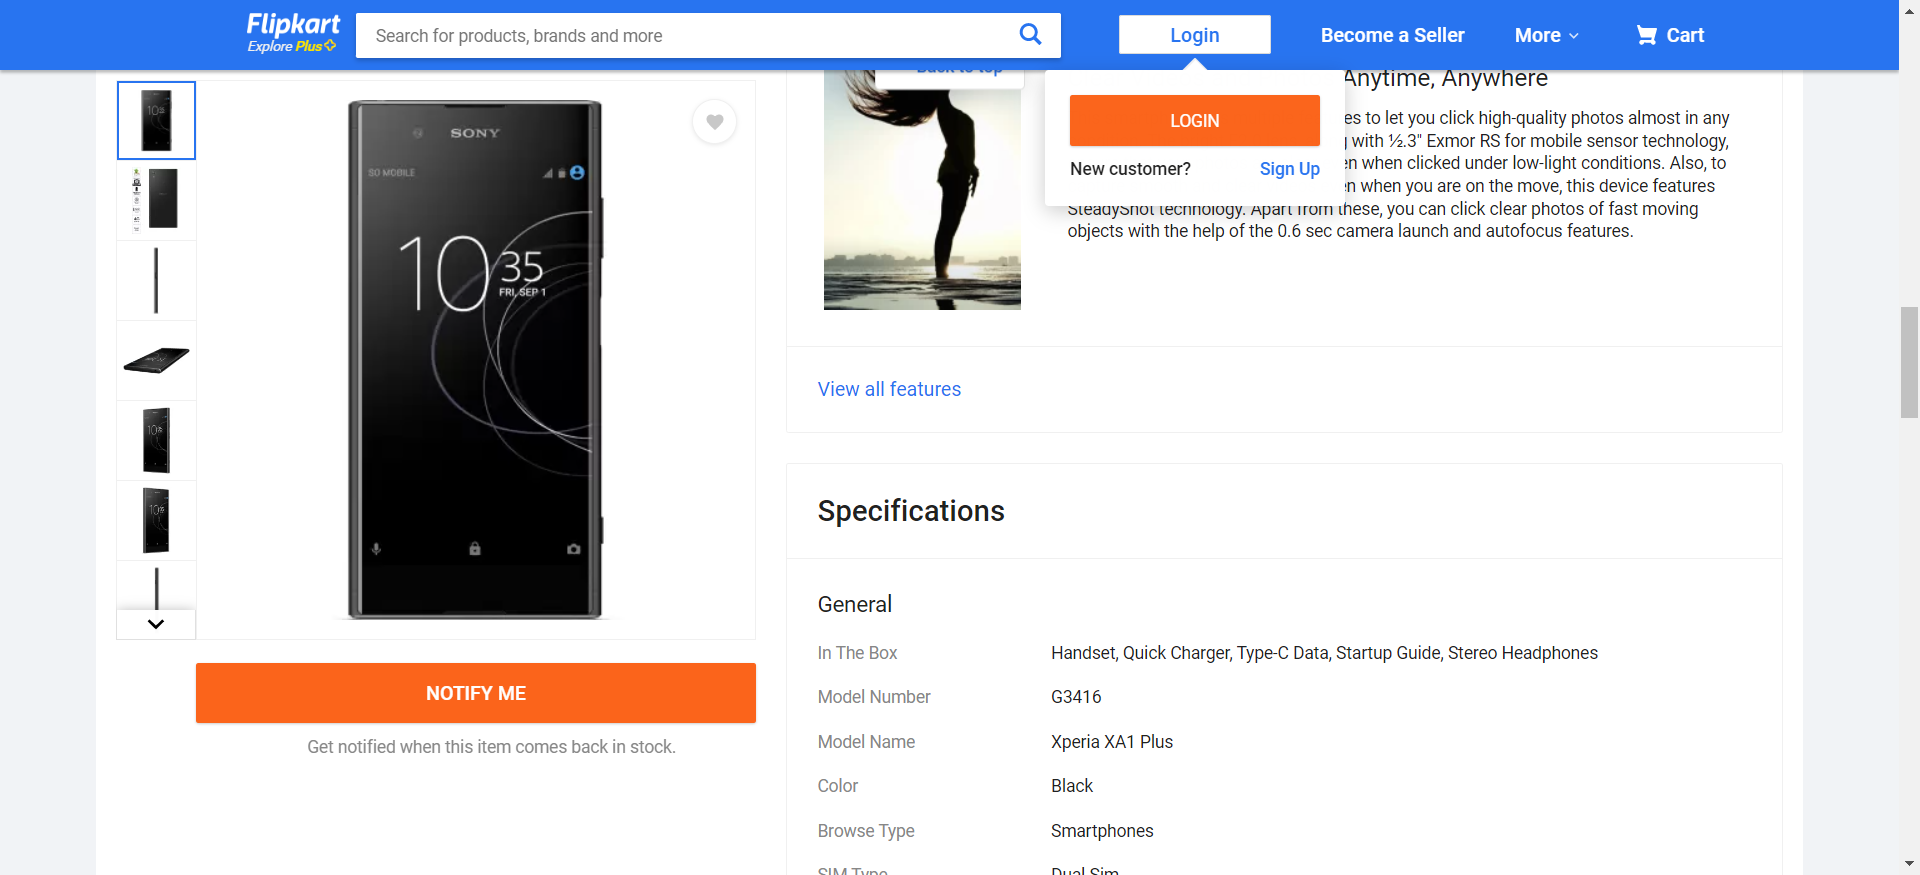 Flipkart
Explore Plus
Search for products, brands and more
Login
Become a Seller
More
Cart
Back to top
LOGIN
New customer?
Sign Up
Anytime, Anywhere
es to let you click high-quality photos almost in any
with ½.3" Exmor RS for mobile sensor technology,
en when clicked under low-light conditions. Also, to
en when you are on the move, this device features
SteadyShot technology. Apart from these, you can click clear photos of fast moving
objects with the help of the 0.6 sec camera launch and autofocus features.
SONY
SO MOBILE
10 35
FRI, SEP 1
View all features
Specifications
General
In The Box
Handset, Quick Charger, Type-C Data, Startup Guide, Stereo Headphones
Model Number
G3416
Model Name
Xperia XA1 Plus
Color
Black
Browse Type
Smartphones
SIM Type
Dual Sim
NOTIFY ME
Get notified when this item comes back in stock.